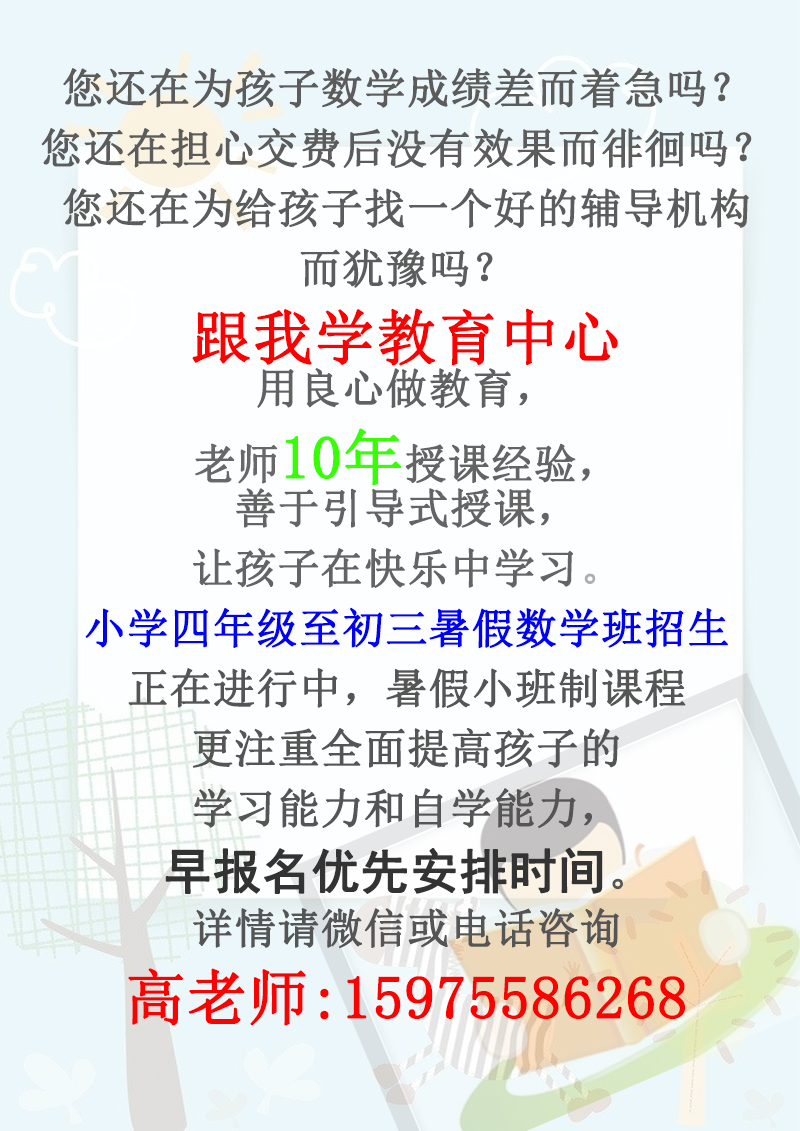 您还在为孩子数学成绩差而着急吗？
您还在担心交费后没有效果而徘徊吗？
您还在为给孩子找一个好的辅导机构
而犹豫吗？
跟我学教育中心
用良心做教育，
老师10年授课经验，
善于引导式授课，
让孩子在快乐中学习。
小学四年级至初三暑假数学班招生
正在进行中，暑假小班制课程
更注重全面提高孩子的
学习能力和自学能力，
早报名优先安排时间。
详情请微信或电话咨询
高老师:15975586268